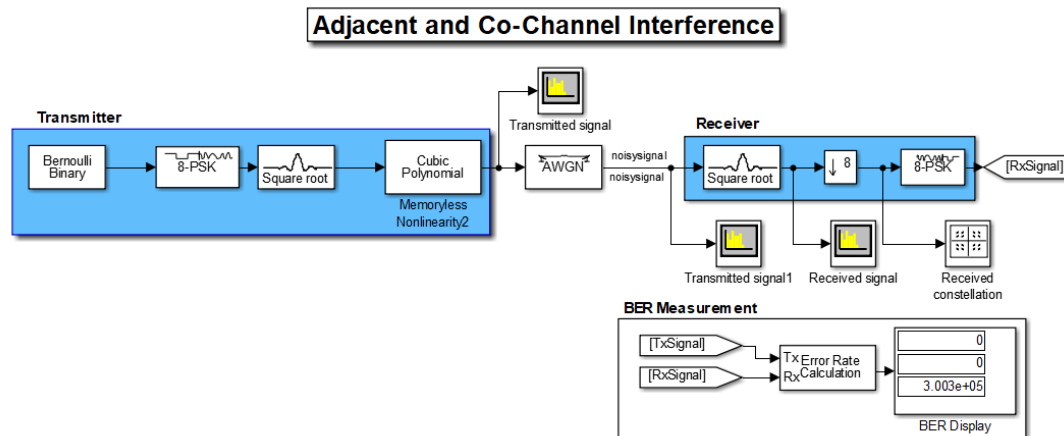 Adjacent and Co-Channel Interference
Transmitter
Bernoulli
Binary
8-PSK
Square root
Cubic
Polynomial
Memoryless
Nonlinearity2
Transmitted signal
AWGN
noisysignal
noisysignal
Receiver
Square root
8
8-PSK
[RxSignal]
Transmitted signal1
Received signal
Received
constellation
BER Measurement
[TxSignal]
[RxSignal]
Tx Error Rate
Rx Calculation
0
0
3.003e+05
BER Display